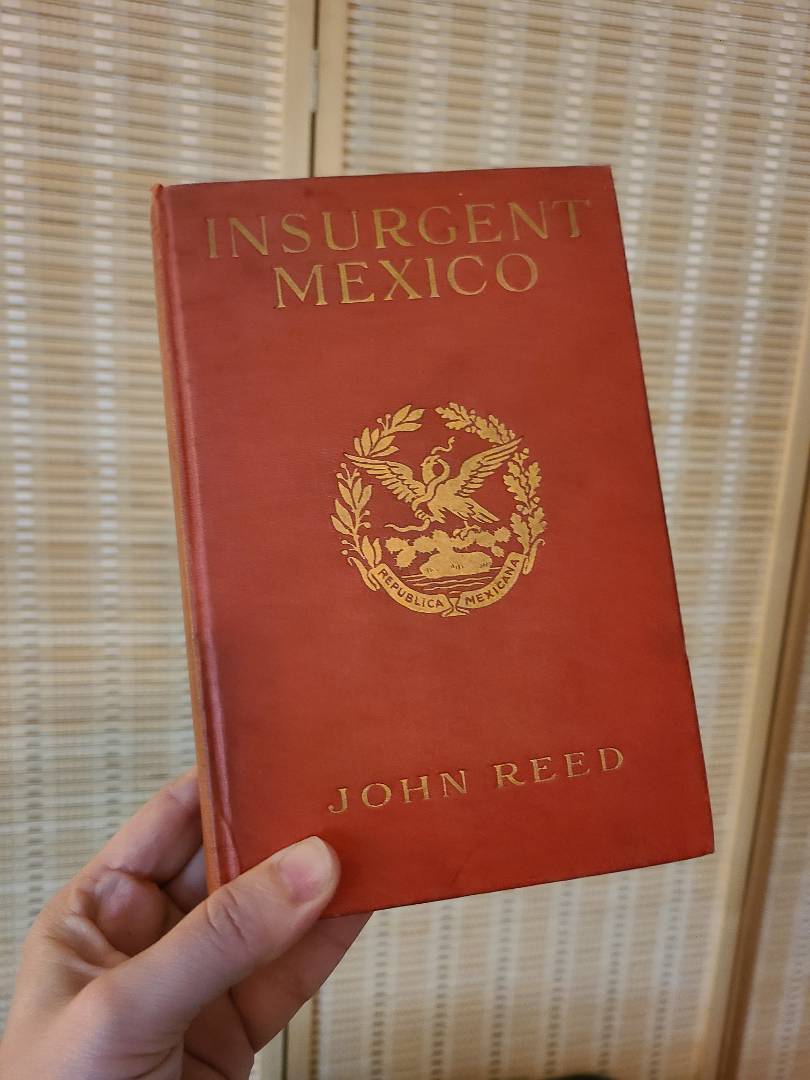 INSURGENT
MEXICO
REPUBLICA MEXICANA
JOHN REED